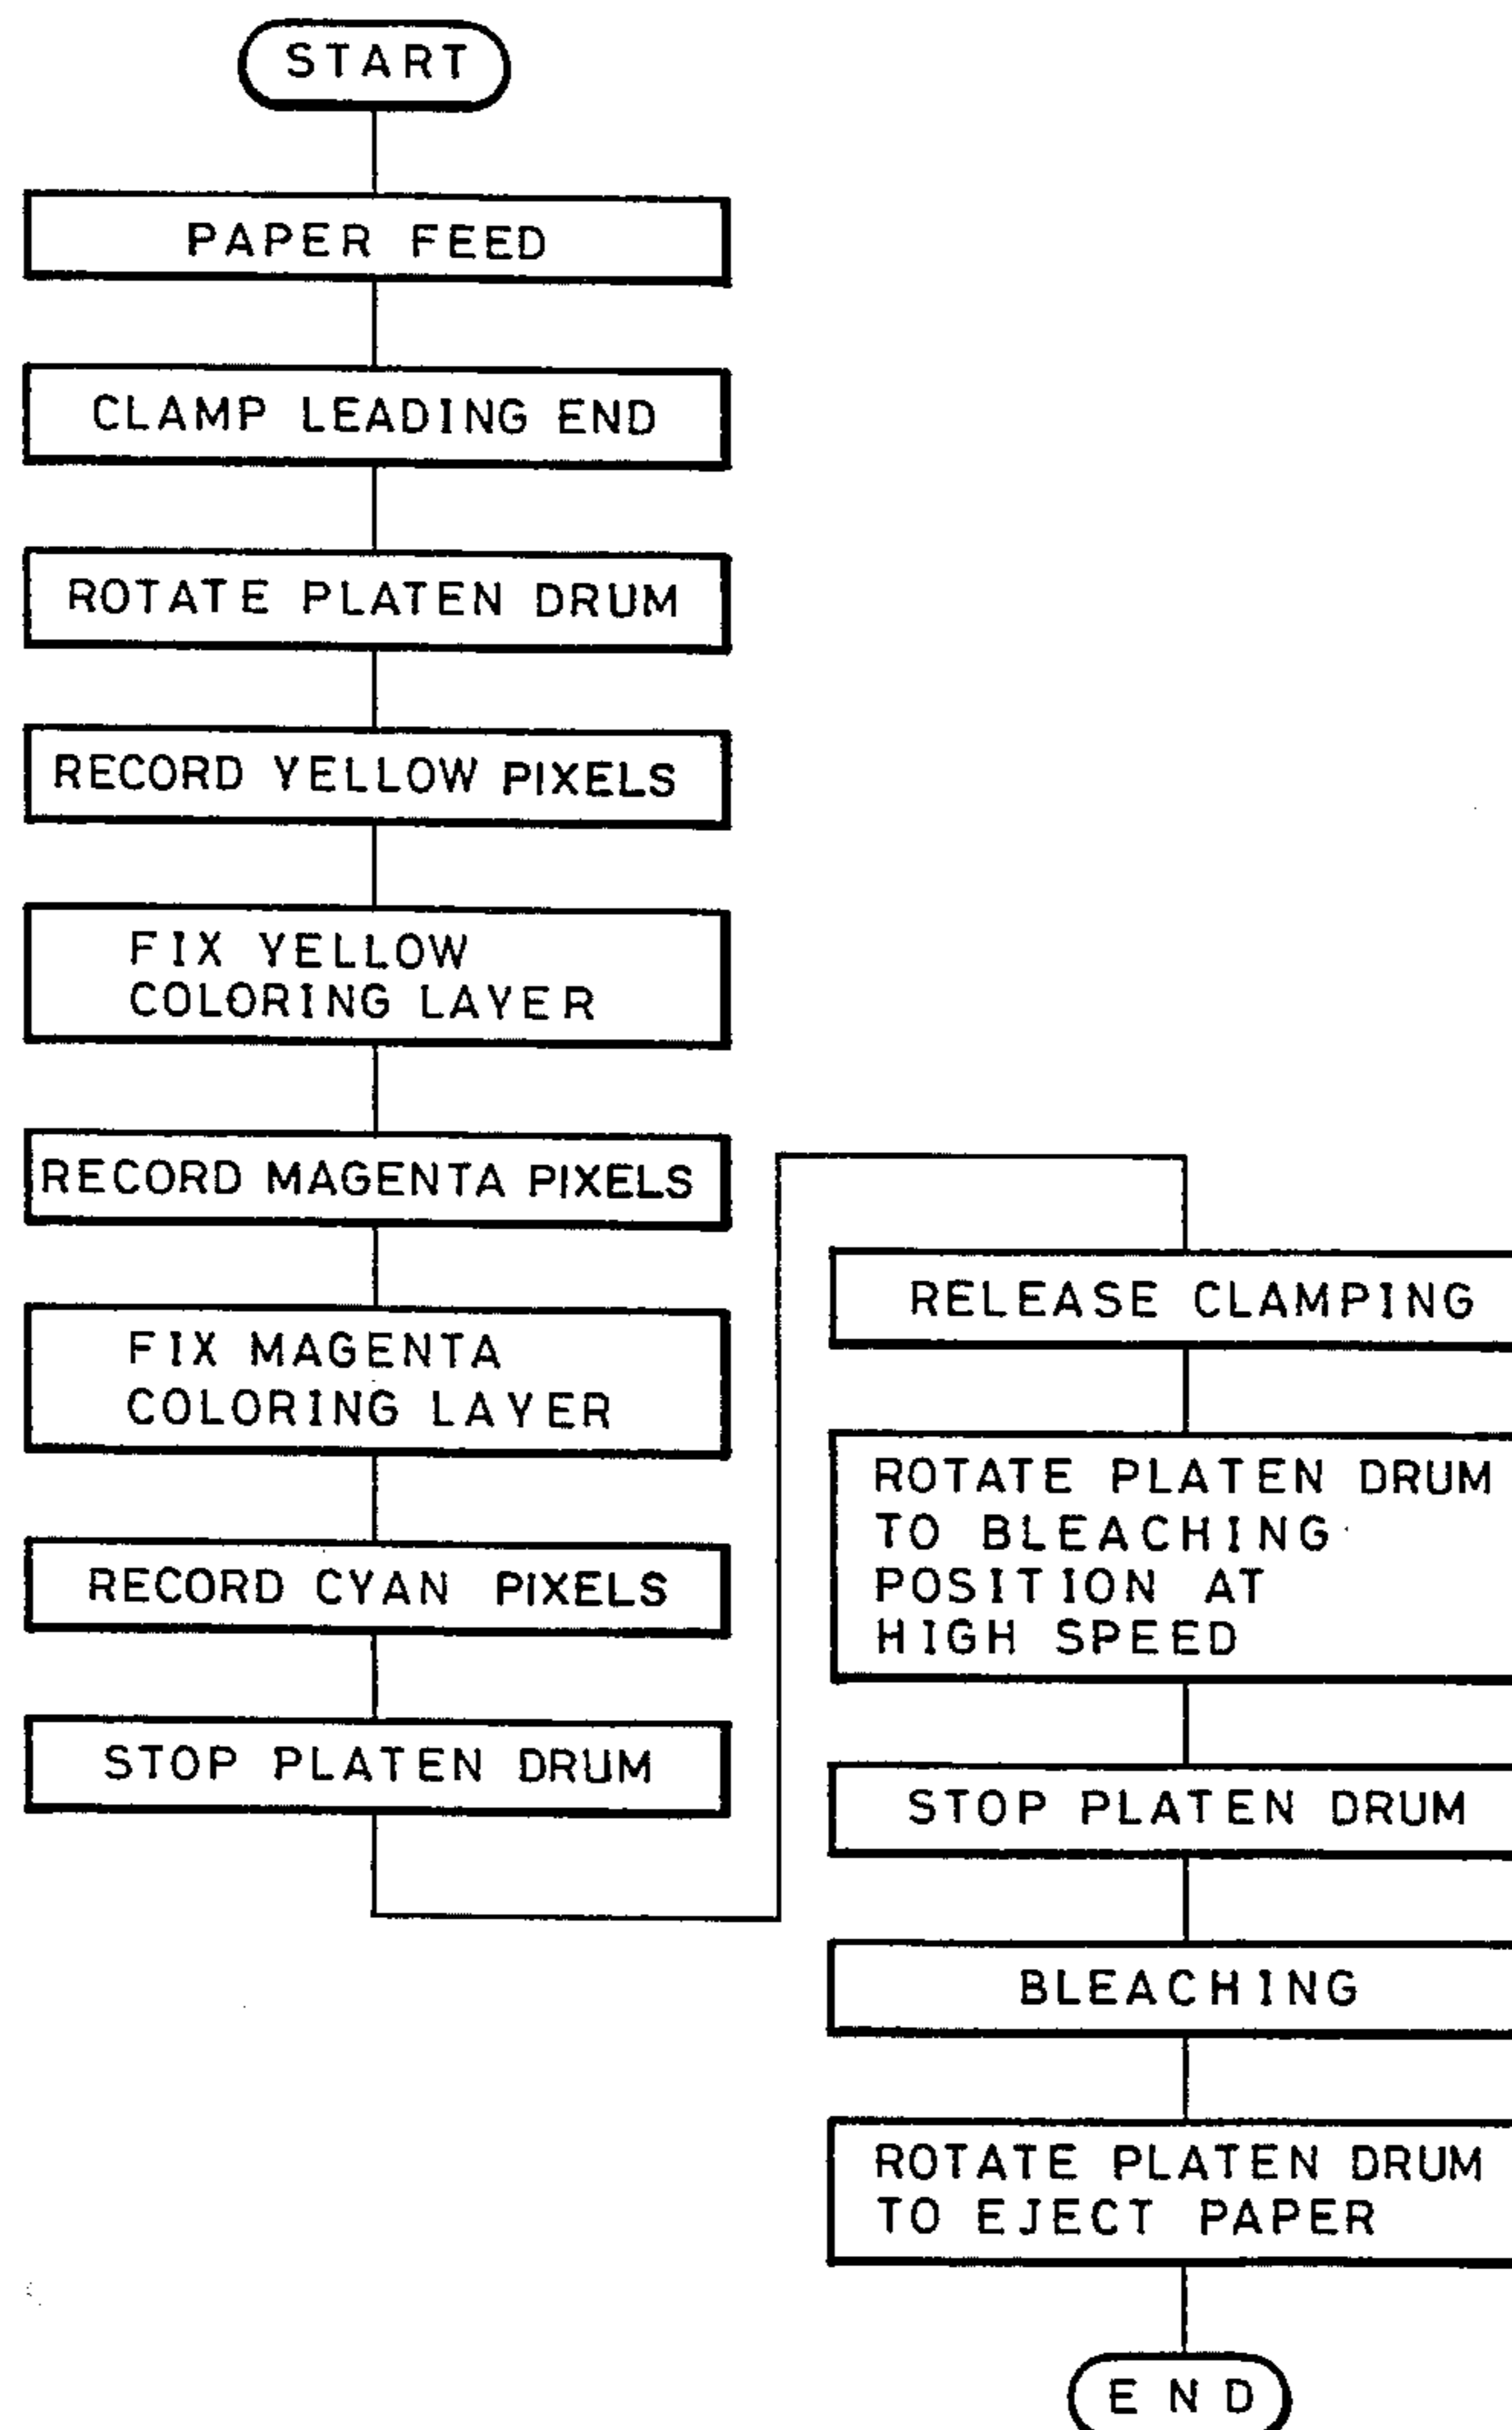 START
PAPER FEED
CLAMP LEADING END
ROTATE PLATEN DRUM
RECORD YELLOW PIXELS
FIX YELLOW
COLORING LAYER
RECORD MAGENTA PIXELS
FIX MAGENTA
COLORING LAYER
RECORD CYAN PIXELS
STOP PLATEN DRUM
RELEASE CLAMPING
ROTATE PLATEN DRUM
TO BLEACHING
POSITION AT
HIGH SPEED
STOP PLATEN DRUM
BLEACHING
ROTATE PLATEN DRUM
TO EJECT PAPER
END